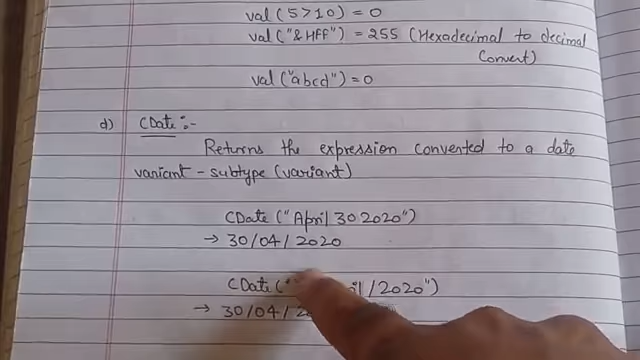 val(5>10) = 0
val("&HFF") = 255 (Hexadecimal to decimal
Convert)
val("abcd") = 0
d) CDate :-
Returns the expression converted to a date
variant - subtype (variant)
CDate ("April 30 2020")
→ 30/04/2020
CDate (" /2020")
→ 30/04/